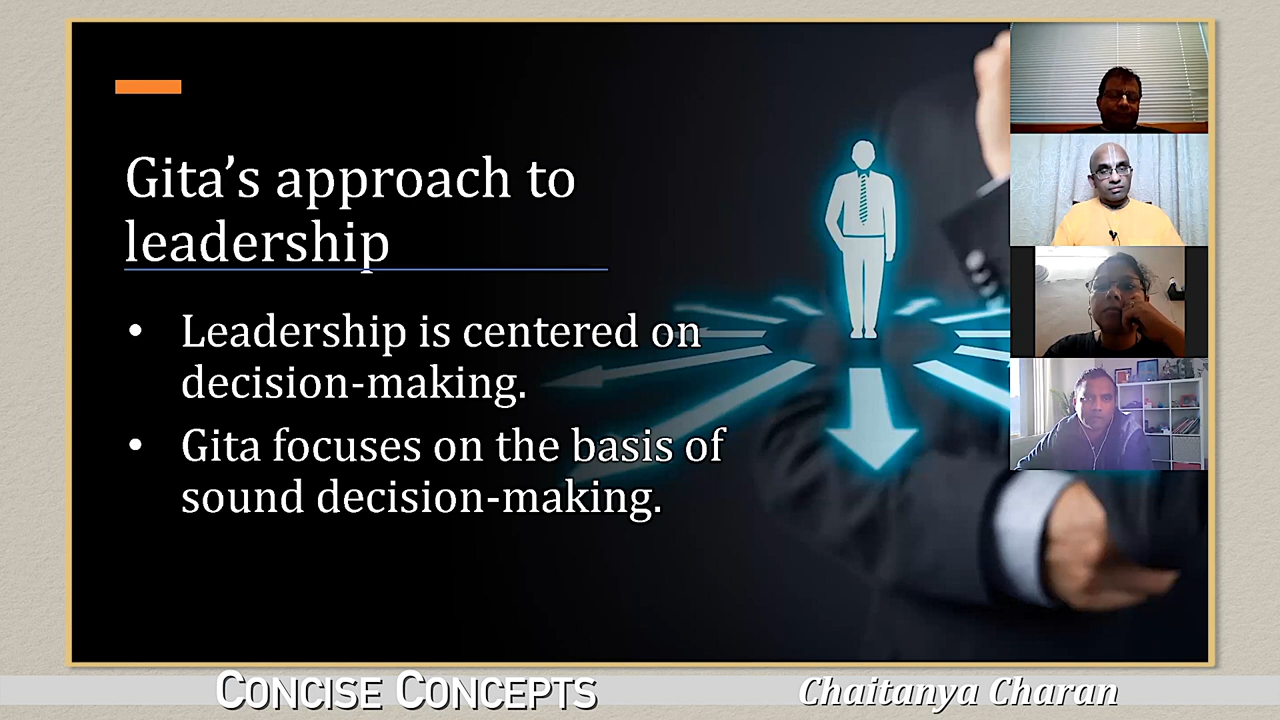 Gita’s approach to
leadership
• Leadership is centered on
decision-making.
• Gita focuses on the basis of
sound decision-making.
CONCISE CONCEPTS
Chaitanya Charan